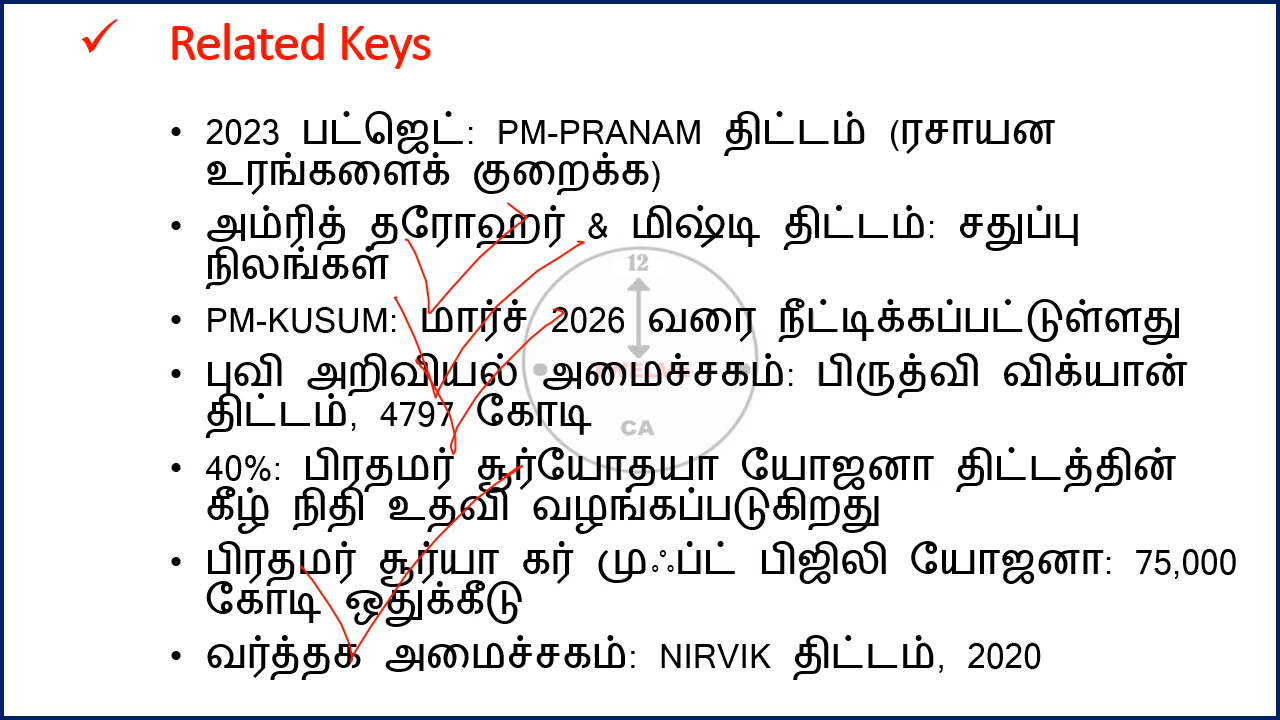 Related Keys
• 2023 பட்ஜெட்: PM-PRANAM திட்டம் (ரசாயன
உரங்களைக் குறைக்க)
• அம்ரித் தரோஹர் & மிஷ்டி திட்டம்: சதுப்பு
நிலங்கள்
• PM-KUSUM: மார்ச் 2026 வரை நீட்டிக்கப்பட்டுள்ளது
• புவி அறிவியல் அமைச்சகம்: பிருத்வி விக்யான்
திட்டம், 4797 கோடி
• 40%: பிரதமர் சூர்யோதயா யோஜனா திட்டத்தின்
கீழ் நிதி உதவி வழங்கப்படுகிறது
• பிரதமர் சூர்யா கர் முஃப்ட் பிஜிலி யோஜனா: 75,000
கோடி ஒதுக்கீடு
• வர்த்தக அமைச்சகம்: NIRVIK திட்டம், 2020
12
CA